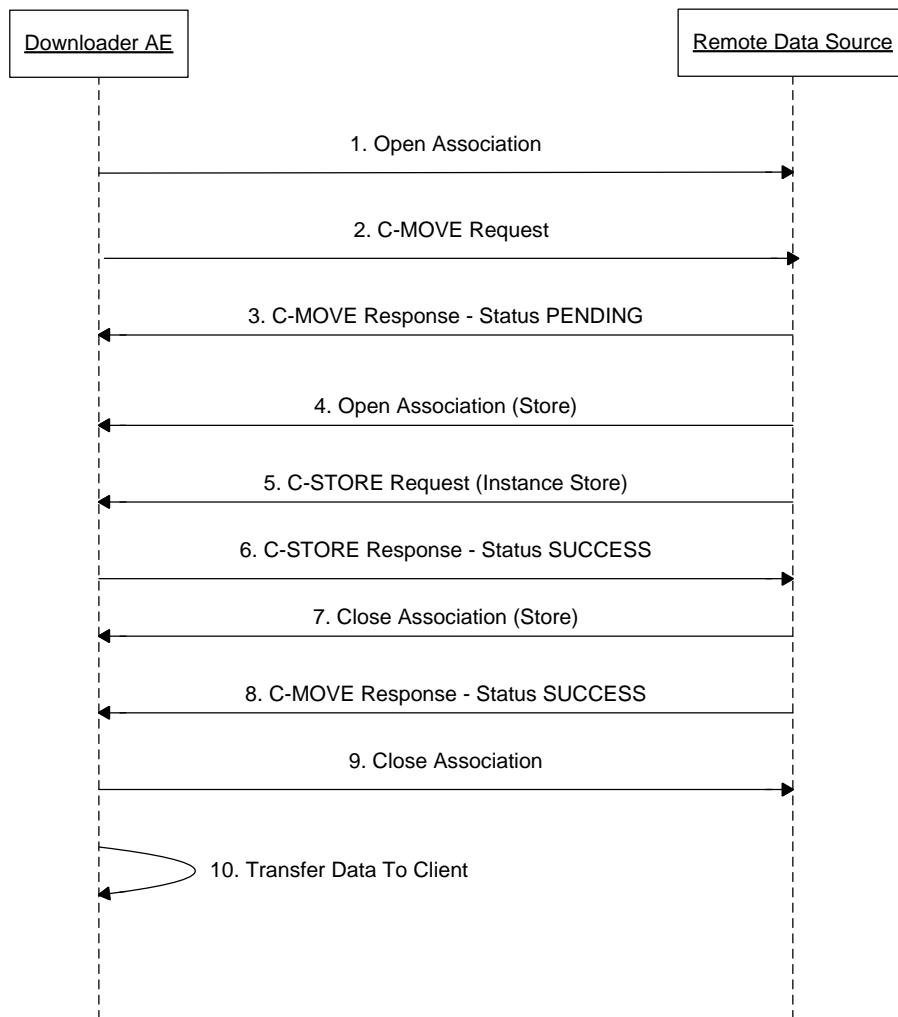 Downloader AE
Remote Data Source
1. Open Association
2. C-MOVE Request
3. C-MOVE Response - Status PENDING
4. Open Association (Store)
5. C-STORE Request (Instance Store)
6. C-STORE Response - Status SUCCESS
7. Close Association (Store)
8. C-MOVE Response - Status SUCCESS
9. Close Association
10. Transfer Data To Client